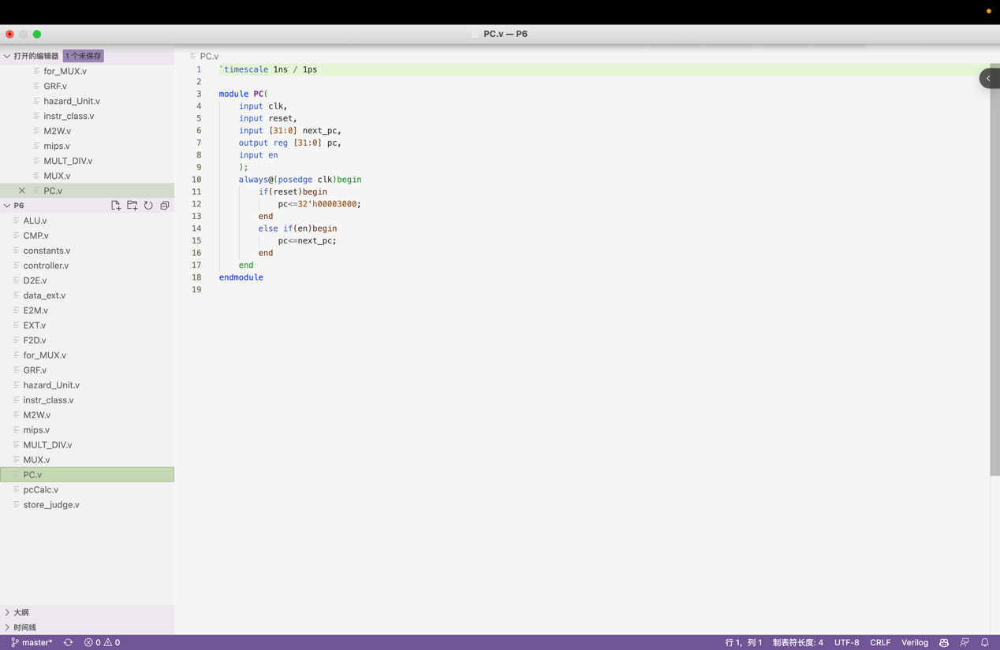 PC.v — P6
打开的编辑器 1 个未保存
for_MUX.v
GRF.v
hazard_Unit.v
instr_class.v
M2W.v
mips.v
MULT_DIV.v
MUX.v
PC.v
P6
ALU.v
CMP.v
constants.v
controller.v
D2E.v
data_ext.v
E2M.v
EXT.v
F2D.v
for_MUX.v
GRF.v
hazard_Unit.v
instr_class.v
M2W.v
mips.v
MULT_DIV.v
MUX.v
PC.v
pcCalc.v
store_judge.v
大纲
时间线
PC.v
1 `timescale 1ns / 1ps
2
3 module PC(
4 input clk,
5 input reset,
6 input [31:0] next_pc,
7 output reg [31:0] pc,
8 input en
9 );
10 always@(posedge clk)begin
11 if(reset)begin
12 pc<=32'h00003000;
13 end
14 else if(en)begin
15 pc<=next_pc;
16 end
17 end
18 endmodule
19
master* 0 0 行 1，列 1 制表符长度: 4 UTF-8 CRLF Verilog